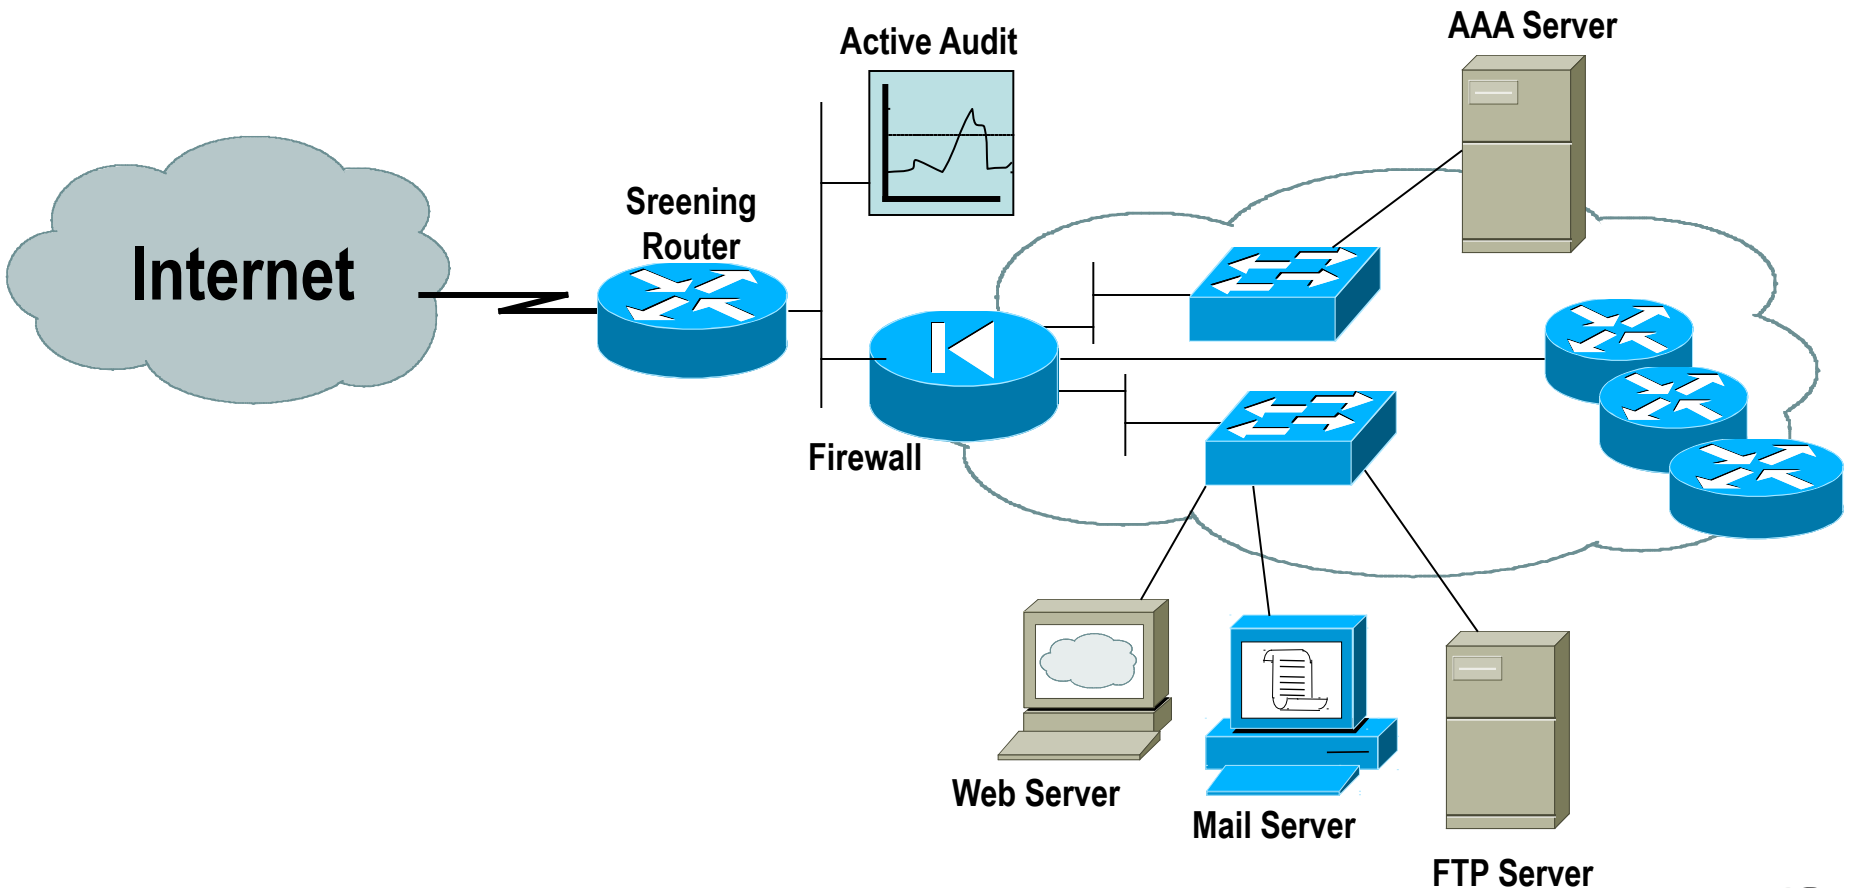 AAA Server
Active Audit
Sreening
Router
Internet
Firewall
Web Server
Mail Server
FTP Server